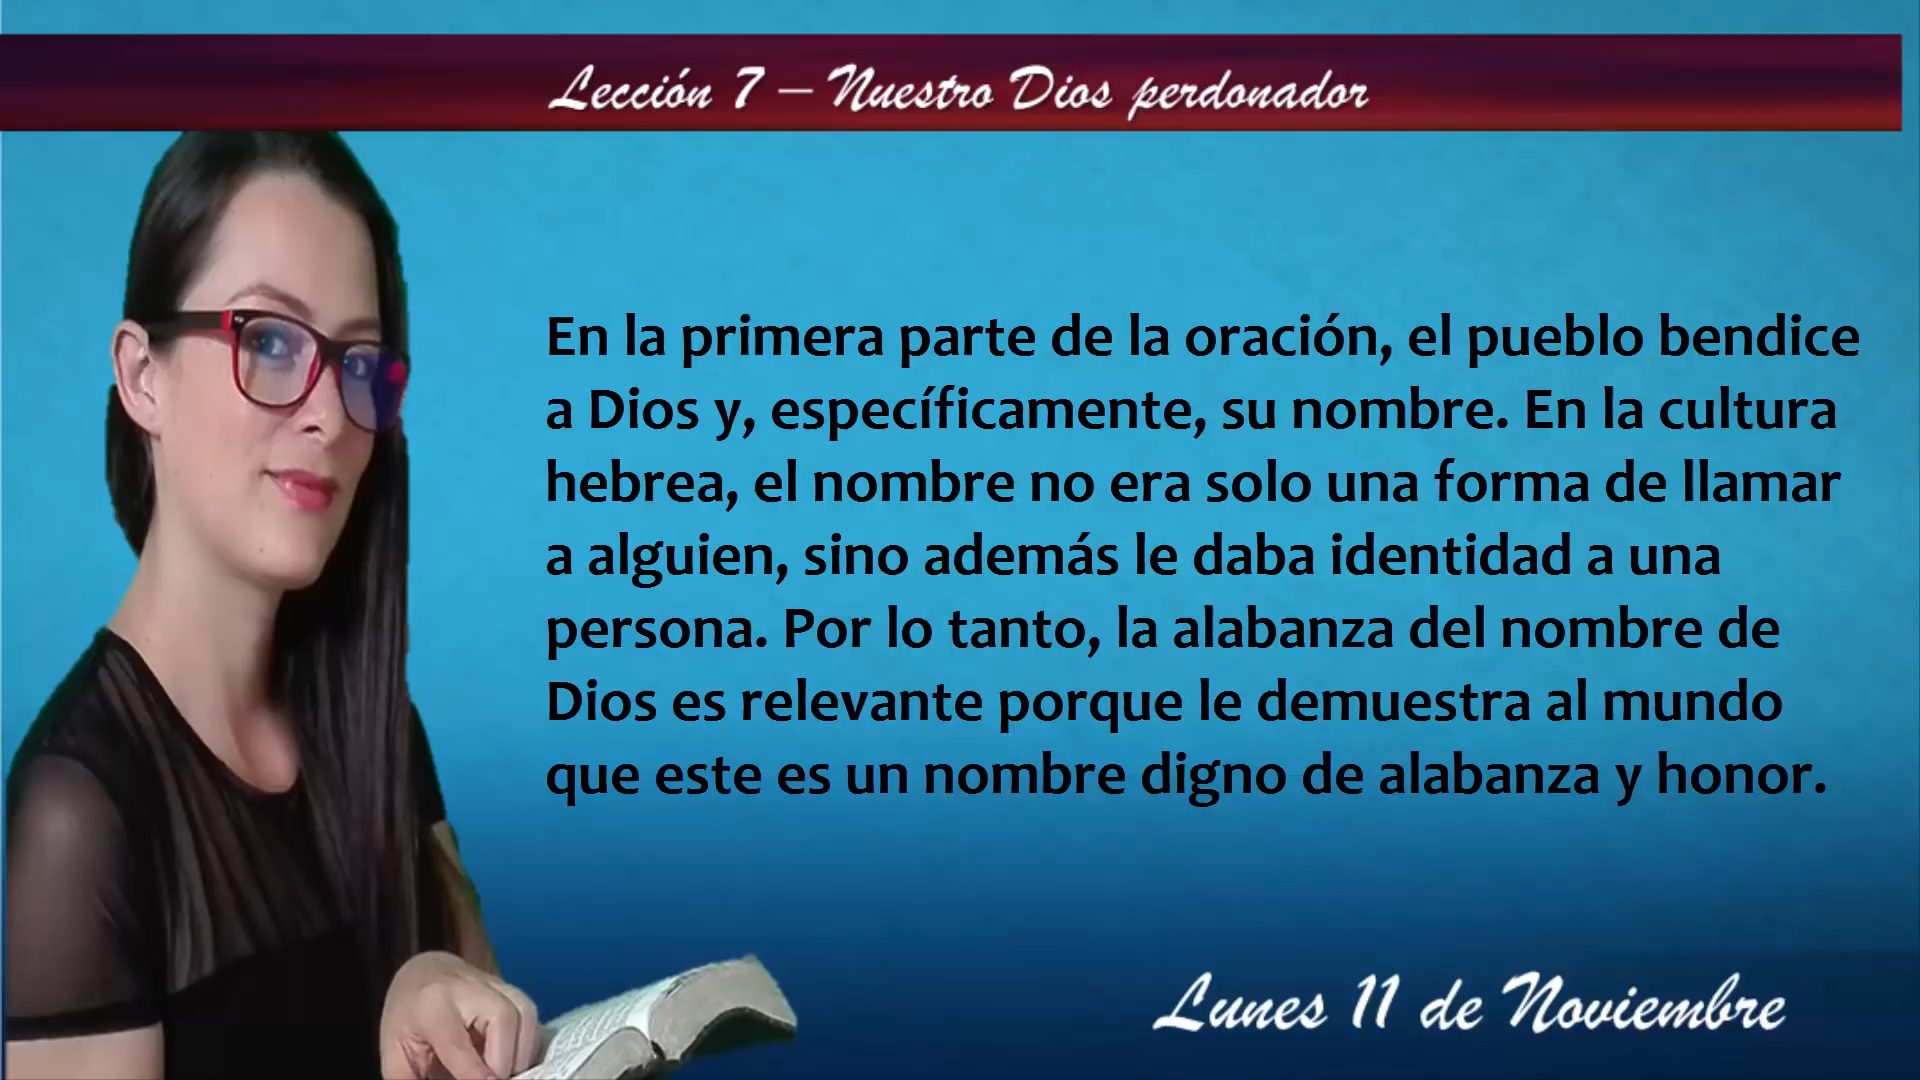 Lección 7 – Nuestro Dios perdonador
En la primera parte de la oración, el pueblo bendice
a Dios y, específicamente, su nombre. En la cultura
hebrea, el nombre no era solo una forma de llamar
a alguien, sino además le daba identidad a una
persona. Por lo tanto, la alabanza del nombre de
Dios es relevante porque le demuestra al mundo
que este es un nombre digno de alabanza y honor.
Lunes 11 de Noviembre